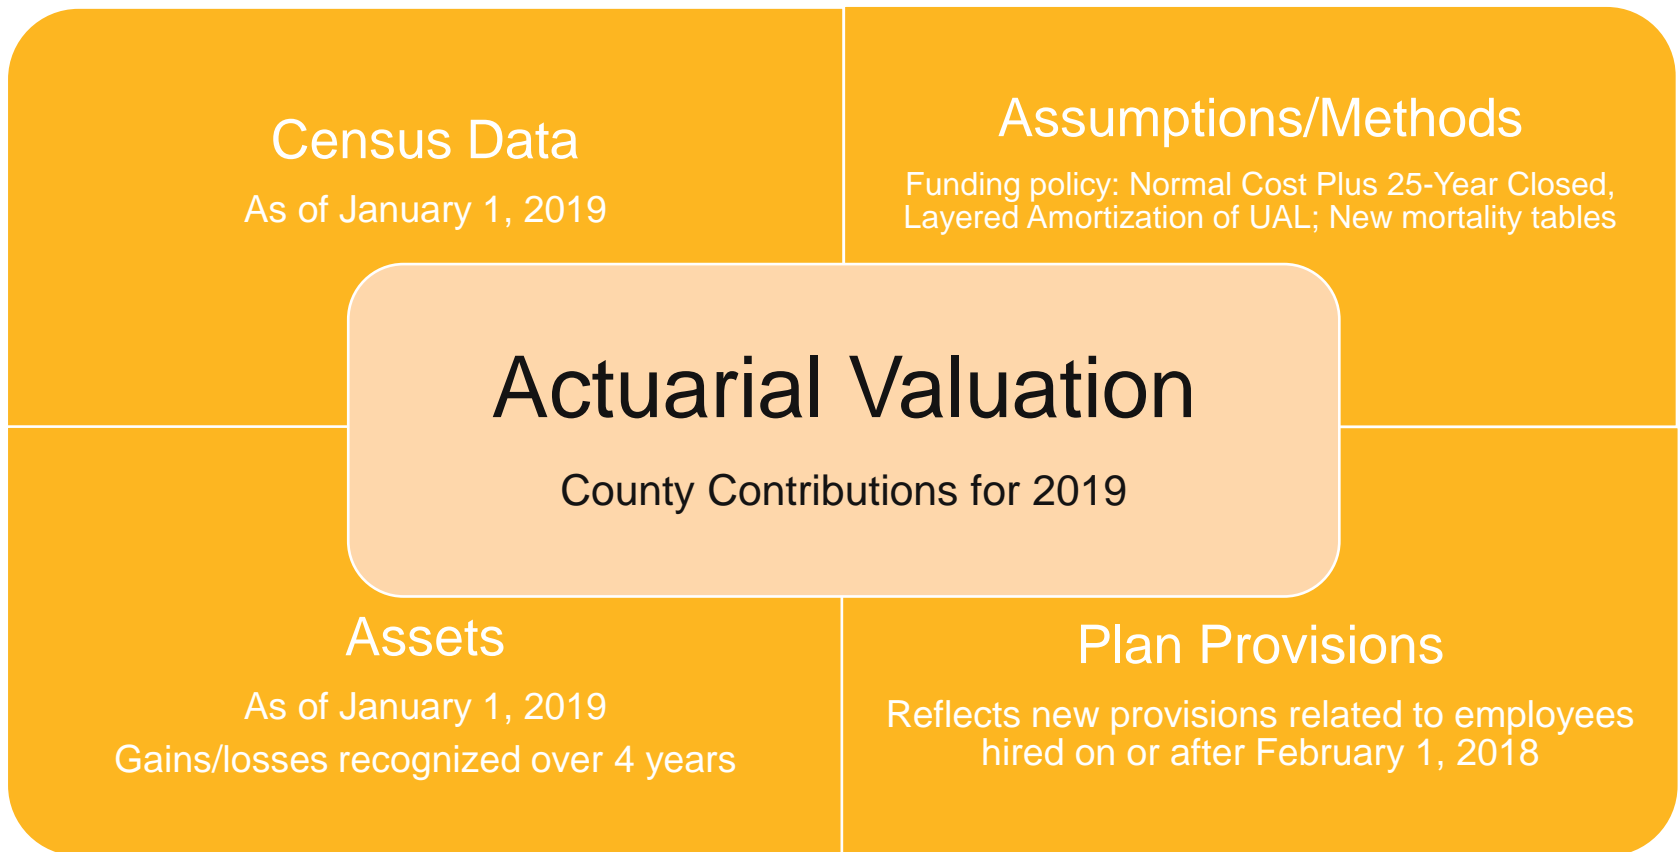 Census Data
As of January 1, 2019
Assumptions/Methods
Funding policy: Normal Cost Plus 25-Year Closed,
Layered Amortization of UAL; New mortality tables
Actuarial Valuation
County Contributions for 2019
Assets
As of January 1, 2019
Gains/losses recognized over 4 years
Plan Provisions
Reflects new provisions related to employees
hired on or after February 1, 2018